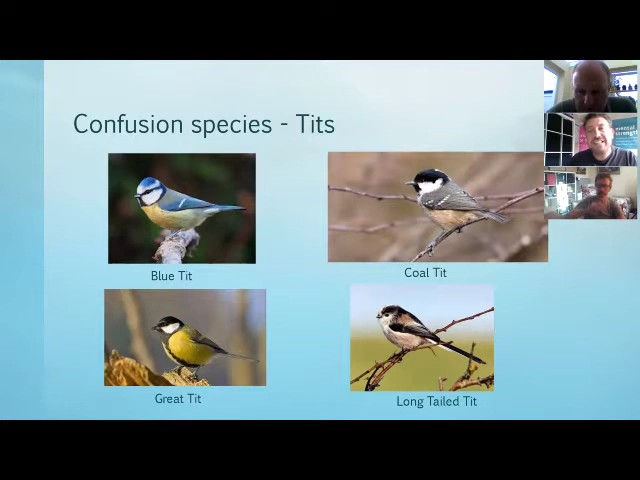 Confusion species - Tits
Blue Tit
Coal Tit
Great Tit
Long Tailed Tit